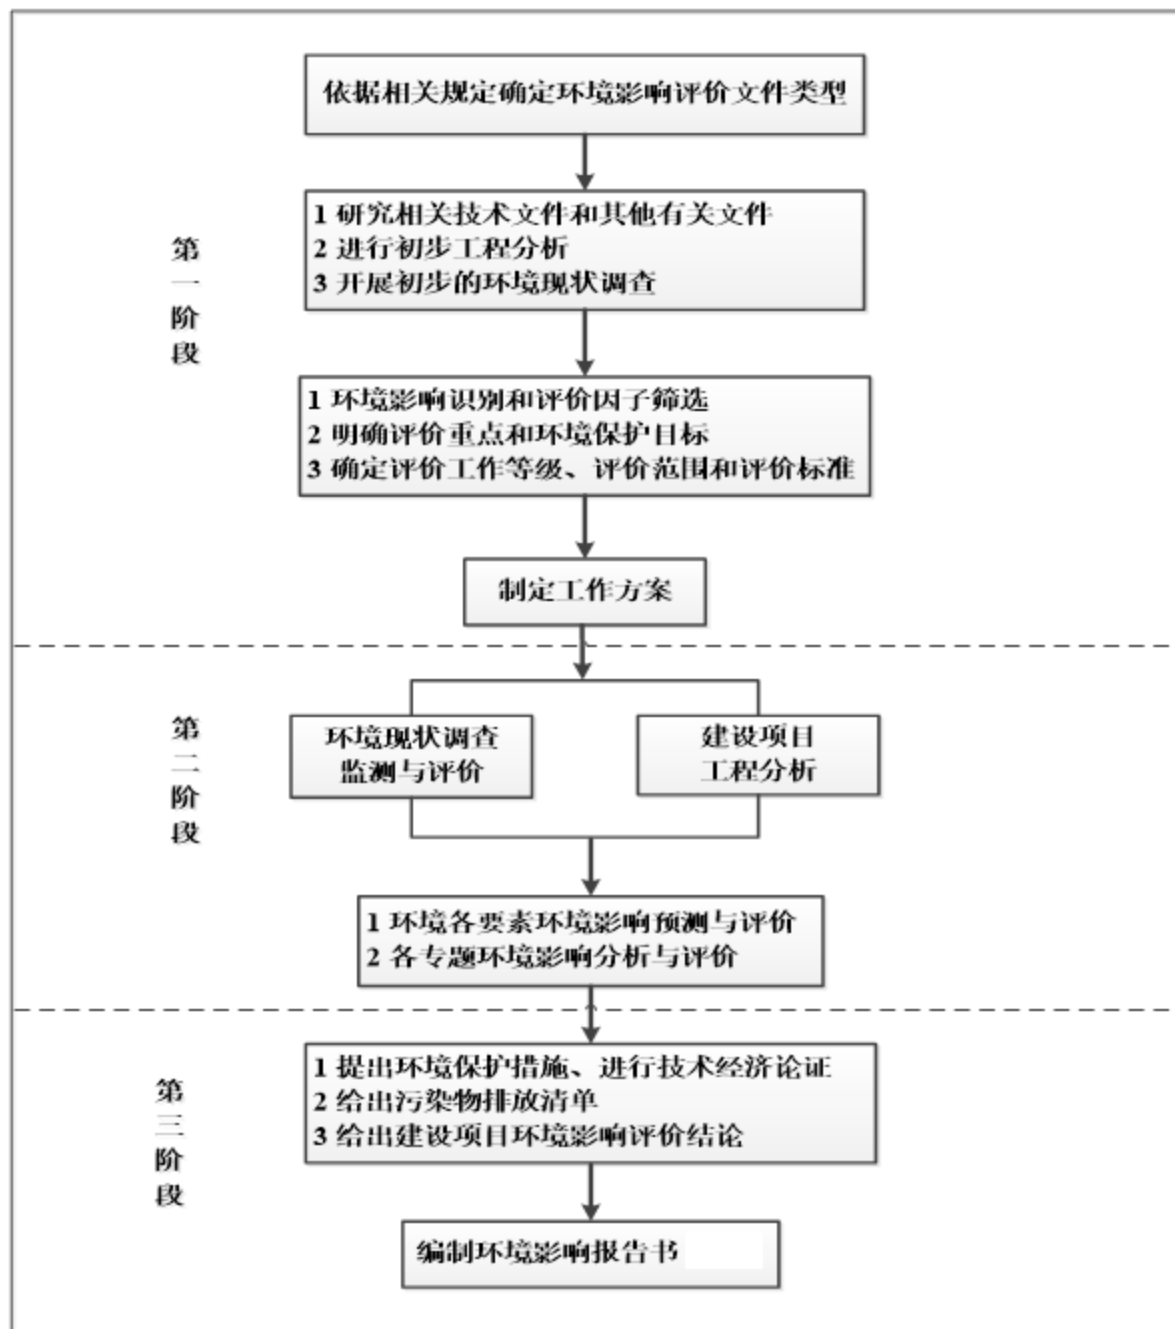 依据相关规定确定环境影响评价文件类型
第一阶段
1 研究相关技术文件和其他有关文件
2 进行初步工程分析
3 开展初步的环境现状调查
1 环境影响识别和评价因子筛选
2 明确评价重点和环境保护目标
3 确定评价工作等级、评价范围和评价标准
制定工作方案
第二阶段
环境现状调查
监测与评价
建设项目
工程分析
1 环境各要素环境影响预测与评价
2 各专题环境影响分析与评价
第三阶段
1 提出环境保护措施、进行技术经济论证
2 给出污染物排放清单
3 给出建设项目环境影响评价结论
编制环境影响报告书